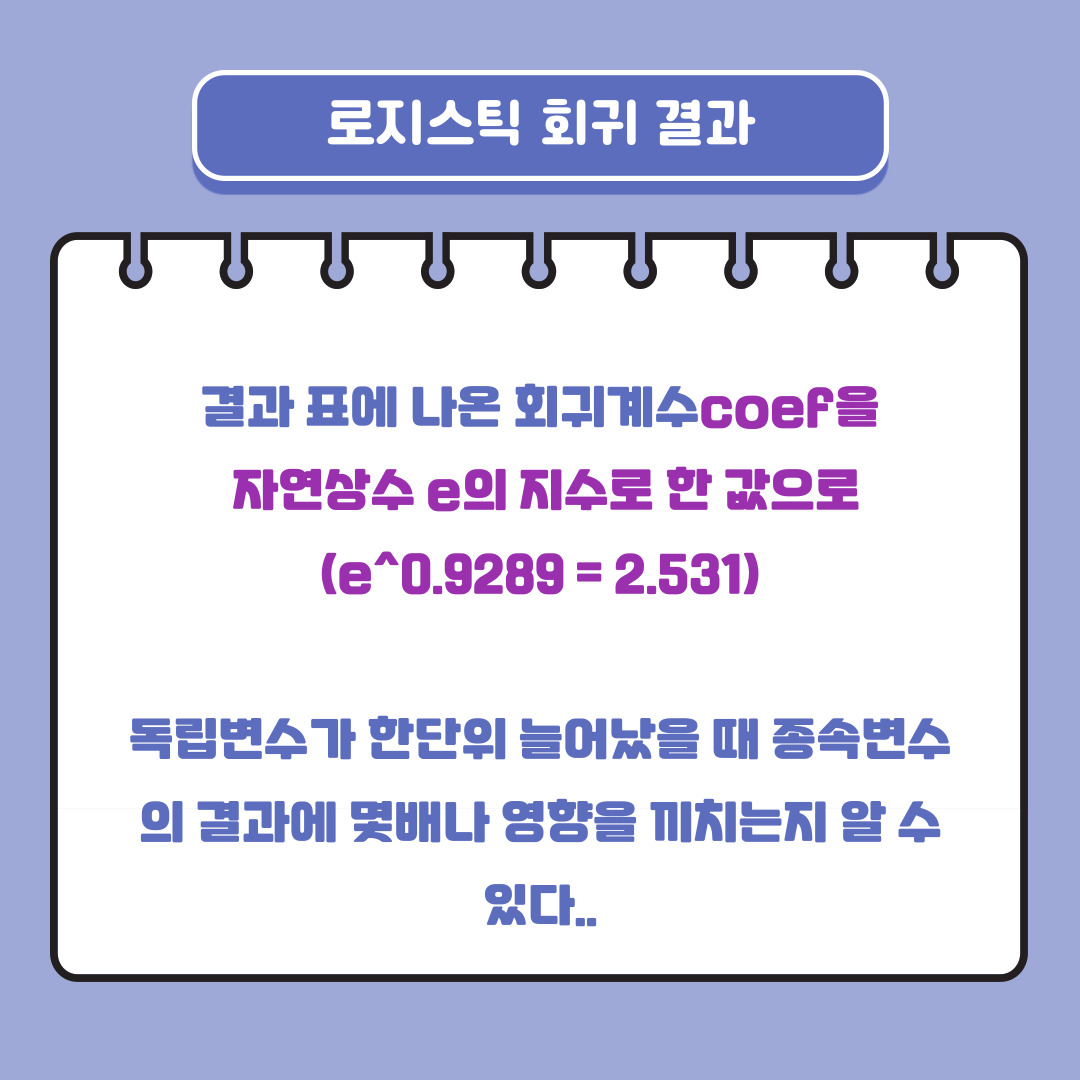 로지스틱 회귀 결과
결과 표에 나온 회귀계수coef을
자연상수 e의 지수로 한 값으로
(e^0.9289 = 2.531)
독립변수가 한단위 늘어났을 때 종속변수
의 결과에 몇배나 영향을 끼치는지 알 수
있다..